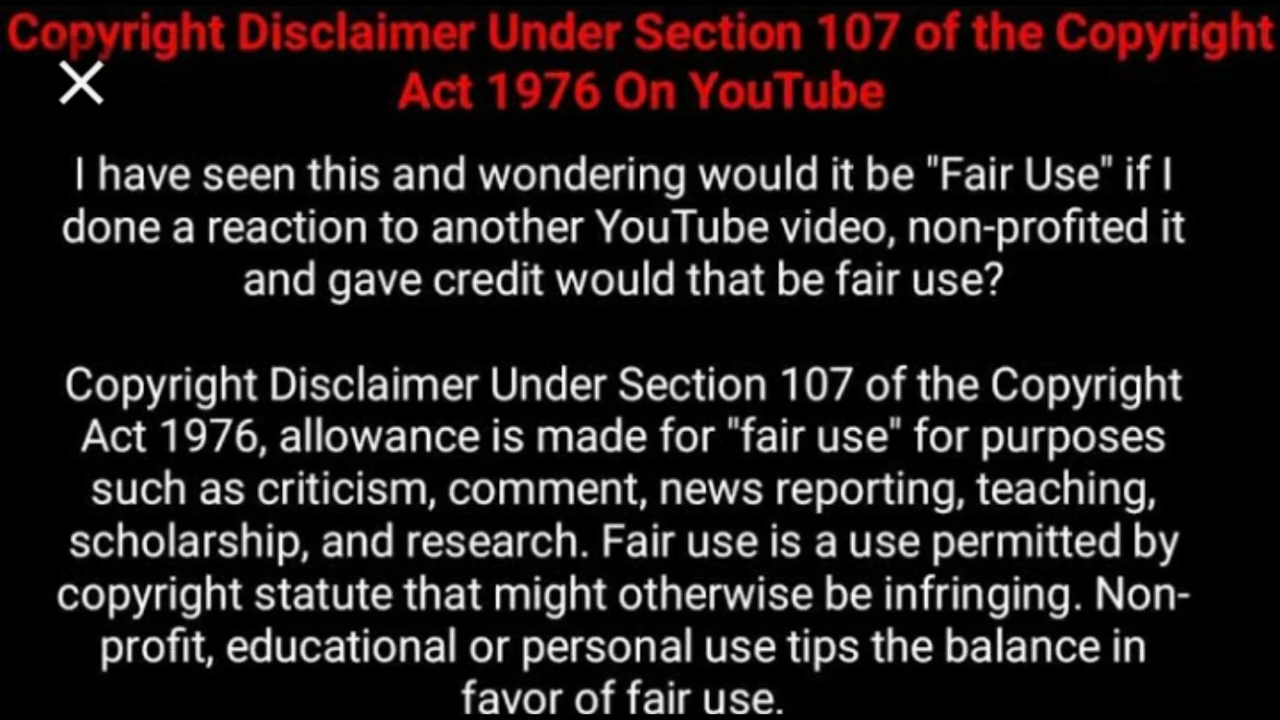 Copyright Disclaimer Under Section 107 of the Copyright
Act 1976 On YouTube
I have seen this and wondering would it be "Fair Use" if I
done a reaction to another YouTube video, non-profited it
and gave credit would that be fair use?
Copyright Disclaimer Under Section 107 of the Copyright
Act 1976, allowance is made for "fair use" for purposes
such as criticism, comment, news reporting, teaching,
scholarship, and research. Fair use is a use permitted by
copyright statute that might otherwise be infringing. Non-
profit, educational or personal use tips the balance in
favor of fair use.